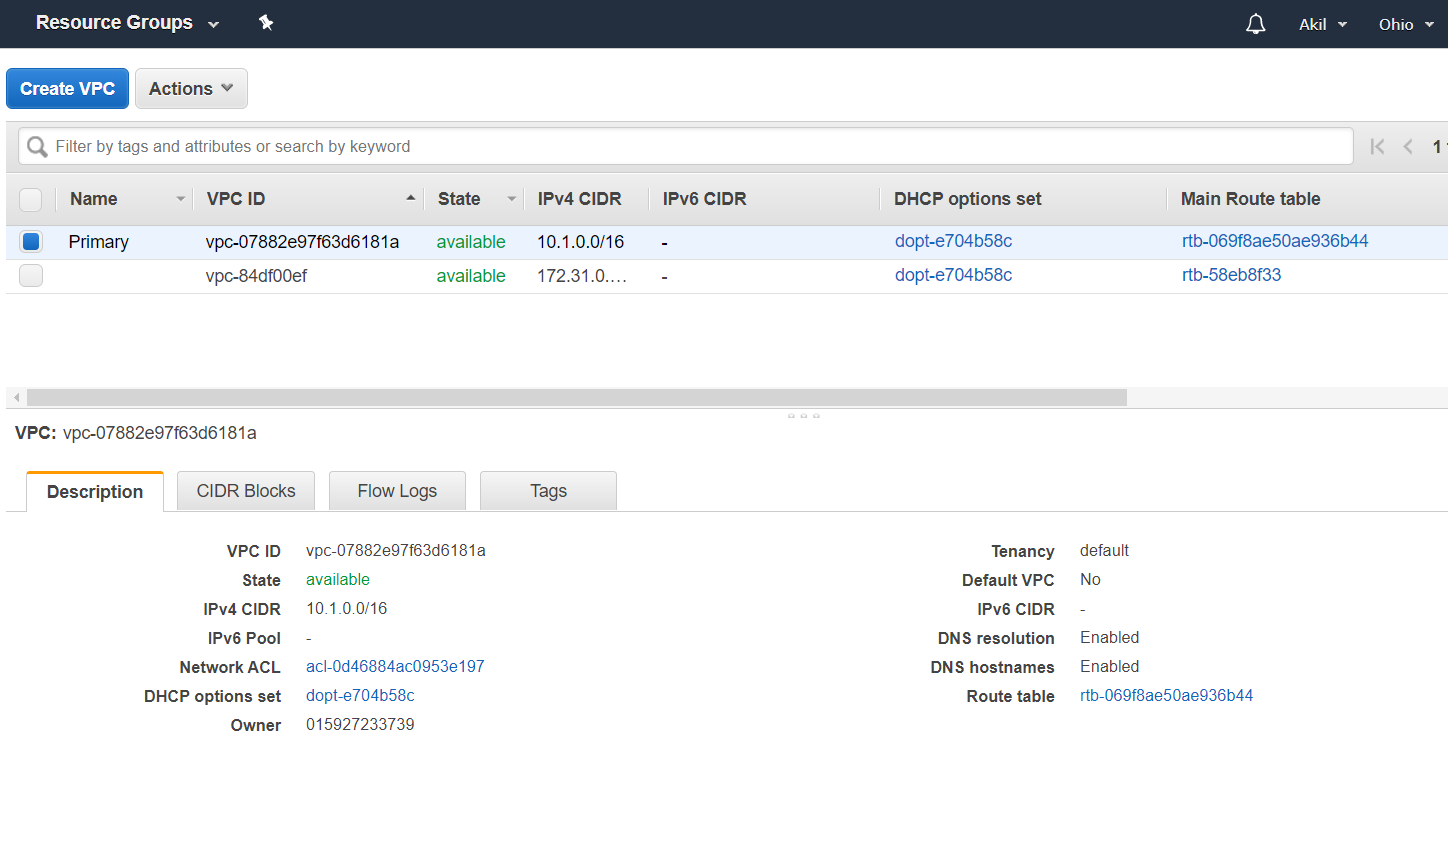 Resource Groups Akil Ohio
Create VPC Actions
Filter by tags and attributes or search by keyword 1
Name VPC ID State IPv4 CIDR IPv6 CIDR DHCP options set Main Route table
Primary vpc-07882e97f63d6181a available 10.1.0.0/16 - dopt-e704b58c rtb-069f8ae50ae936b44
vpc-84df00ef available 172.31.0.… - dopt-e704b58c rtb-58eb8f33
VPC: vpc-07882e97f63d6181a
Description CIDR Blocks Flow Logs Tags
VPC ID vpc-07882e97f63d6181a Tenancy default
State available Default VPC No
IPv4 CIDR 10.1.0.0/16 IPv6 CIDR -
IPv6 Pool - DNS resolution Enabled
Network ACL acl-0d46884ac0953e197 DNS hostnames Enabled
DHCP options set dopt-e704b58c Route table rtb-069f8ae50ae936b44
Owner 015927233739